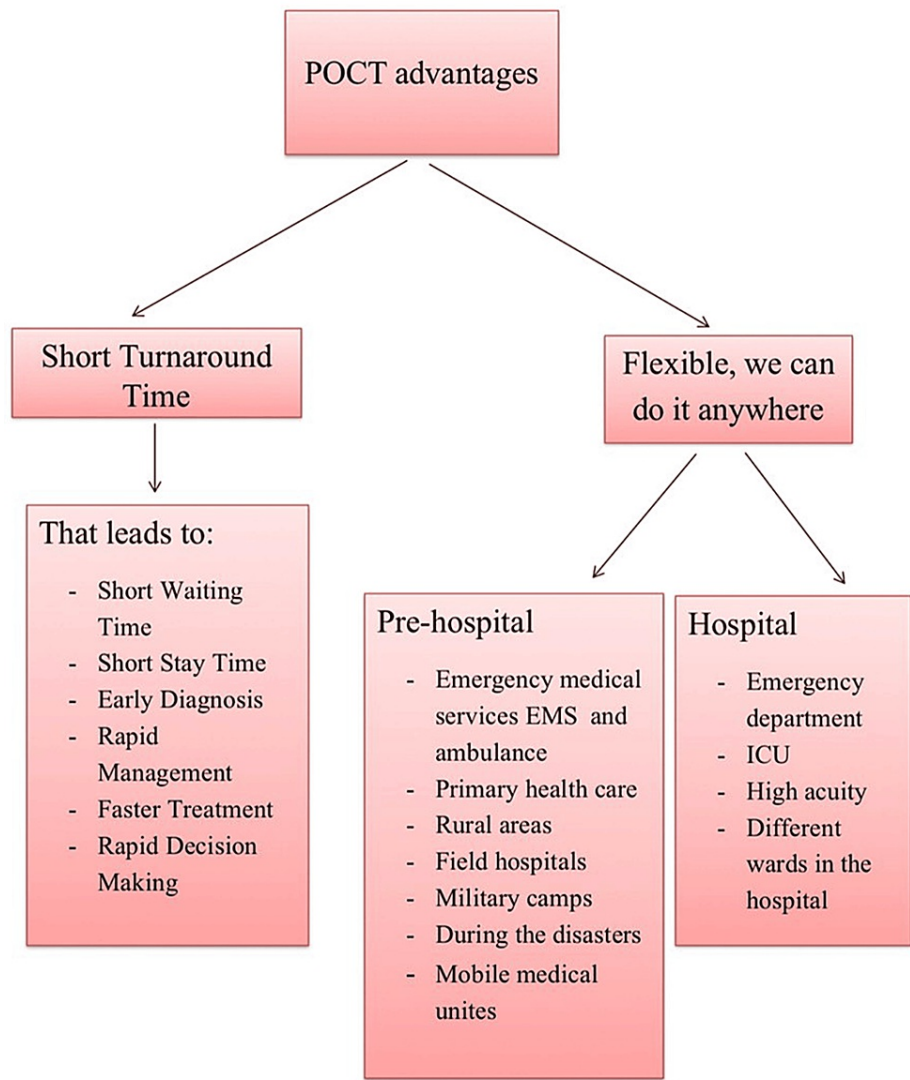 POCT advantages
Short Turnaround
Time
Flexible, we can
do it anywhere
That leads to:
- Short Waiting
Time
- Short Stay Time
- Early Diagnosis
- Rapid
Management
- Faster Treatment
- Rapid Decision
Making
Pre-hospital
- Emergency medical
services EMS and
ambulance
- Primary health care
- Rural areas
- Field hospitals
- Military camps
- During the disasters
- Mobile medical
unites
Hospital
- Emergency
department
- ICU
- High acuity
- Different
wards in the
hospital